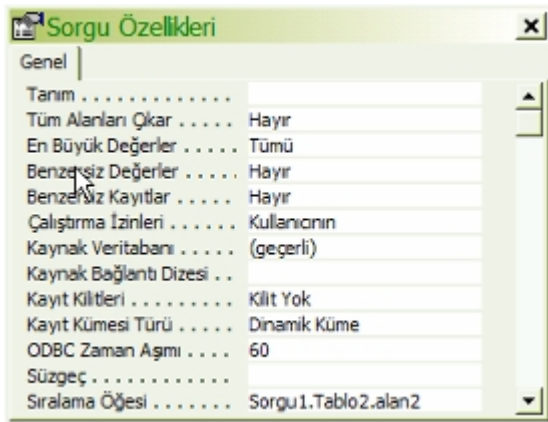 Sorgu Özellikleri
Genel
Tanım . . . . . . . . . . . . .
Tüm Alanları Çıkar . . . . . Hayır
En Büyük Değerler . . . . . Tümü
Benzersiz Değerler . . . . . Hayır
Benzersiz Kayıtlar . . . . . Hayır
Çalıştırma İzinleri . . . . . . Kullanıcının
Kaynak Veritabanı . . . . . (geçerli)
Kaynak Bağlantı Dizesi . .
Kayıt Kilitleri . . . . . . . . . Kilit Yok
Kayıt Kümesi Türü . . . . . Dinamik Küme
ODBC Zaman Aşımı . . . . 60
Süzgeç . . . . . . . . . . . .
Sıralama Öğesi . . . . . . . Sorgu1.Tablo2.alan2